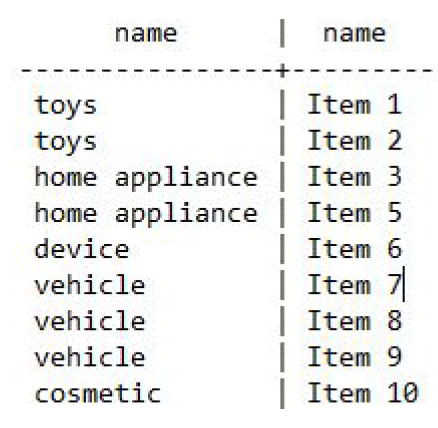 name | name
----------------+---------
toys | Item 1
toys | Item 2
home appliance | Item 3
home appliance | Item 5
device | Item 6
vehicle | Item 7
vehicle | Item 8
vehicle | Item 9
cosmetic | Item 10